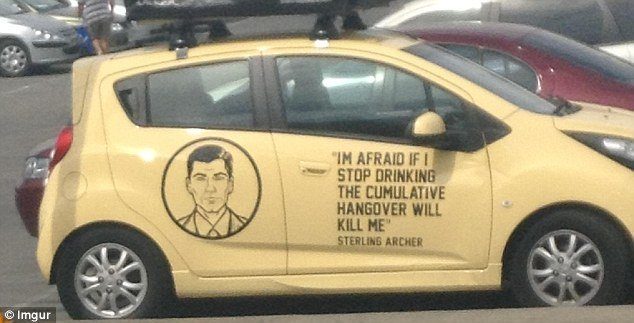 "IM AFRAID IF I
STOP DRINKING
THE CUMULATIVE
HANGOVER WILL
KILL ME"
STERLING ARCHER
© Imgur